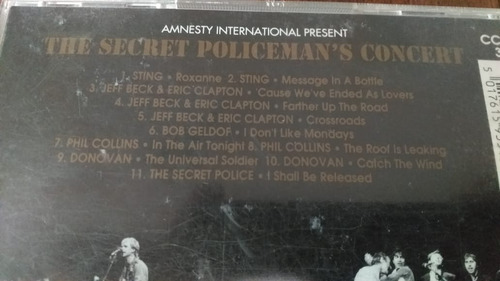 AMNESTY INTERNATIONAL PRESENT
THE SECRET POLICEMAN'S CONCERT
1. STING • Roxanne 2. STING • Message In A Bottle
3. JEFF BECK & ERIC CLAPTON • 'Cause We've Ended As Lovers
4. JEFF BECK & ERIC CLAPTON • Farther Up The Road
5. JEFF BECK & ERIC CLAPTON • Crossroads
6. BOB GELDOF • I Don't Like Mondays
7. PHIL COLLINS • In The Air Tonight 8. PHIL COLLINS • The Roof is Leaking
9. DONOVAN • The Universal Soldier 10. DONOVAN • Catch The Wind
11. THE SECRET POLICE • I Shall Be Released